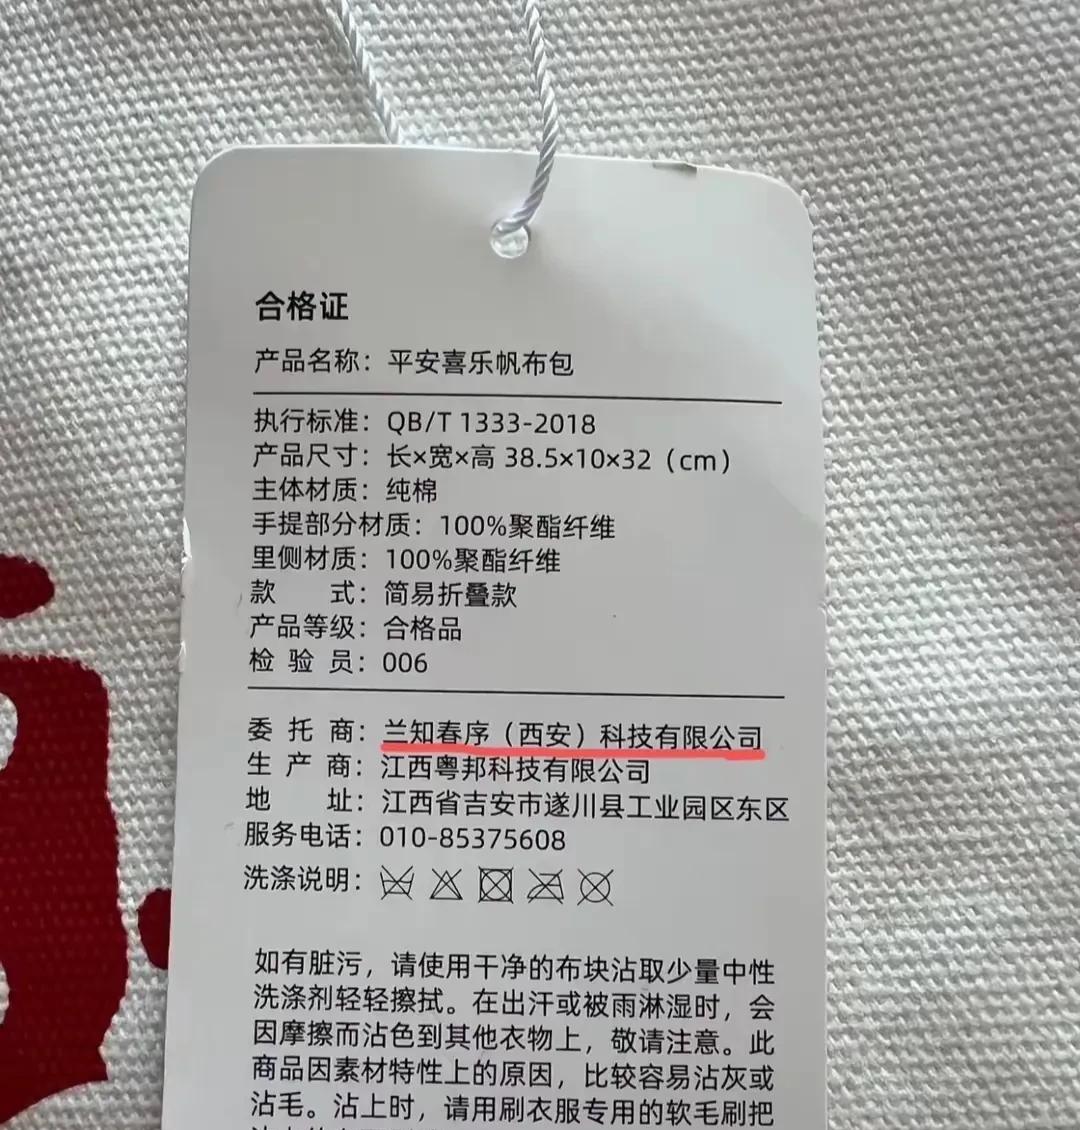 合格证
产品名称：平安喜乐帆布包
执行标准：QB/T 1333-2018
产品尺寸：长×宽×高 38.5×10×32（cm）
主体材质：纯棉
手提部分材质：100%聚酯纤维
里侧材质：100%聚酯纤维
款 式：简易折叠款
产品等级：合格品
检 验 员：006
委 托 商：兰知春序（西安）科技有限公司
生 产 商：江西粤邦科技有限公司
地 址：江西省吉安市遂川县工业园区东区
服务电话：010-85375608
洗涤说明：
如有脏污，请使用干净的布块沾取少量中性
洗涤剂轻轻擦拭。在出汗或被雨淋湿时，会
因摩擦而沾色到其他衣物上，敬请注意。此
商品因素材特性上的原因，比较容易沾灰或
沾毛。沾上时，请用刷衣服专用的软毛刷把